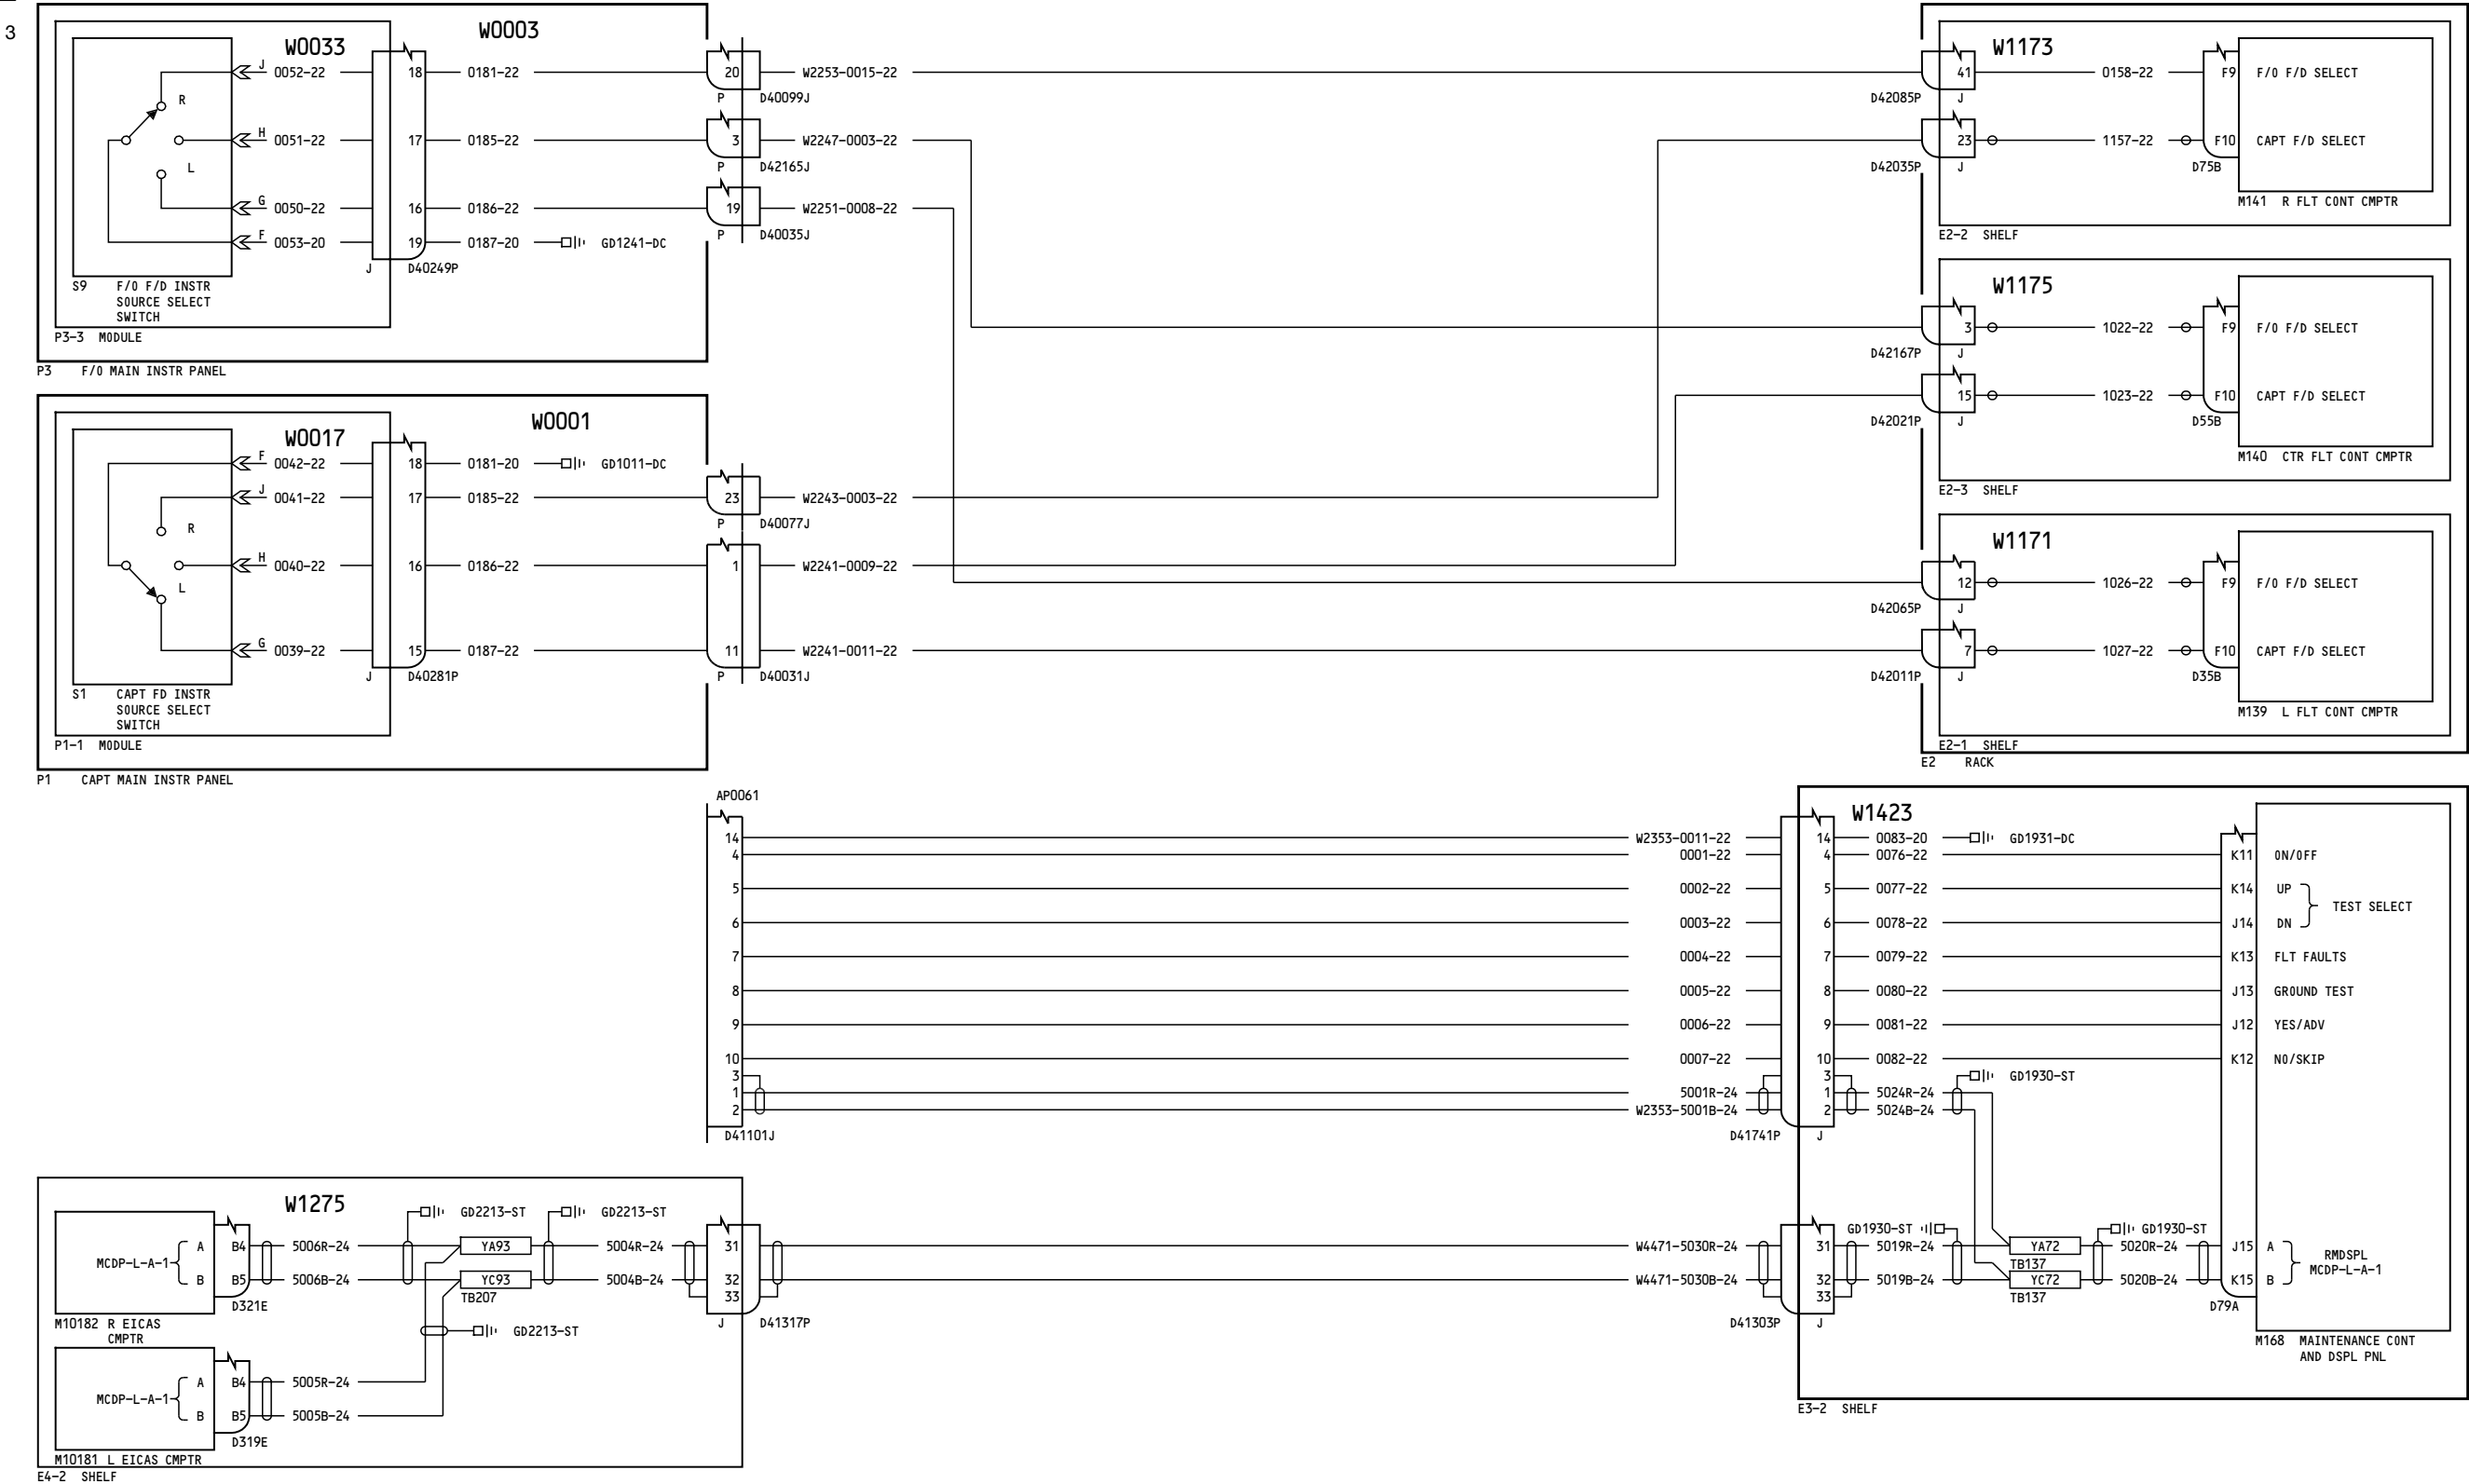 3
W0033
W0003
J 0052-22 18 0181-22 20 W2253-0015-22
P D40099J
R
H 0051-22 17 0185-22 3 W2247-0003-22
P D42165J
L
G 0050-22 16 0186-22 19 W2251-0008-22
P D40035J
F 0053-20 19 0187-20 GD1241-DC
J D40249P
S9 F/O F/D INSTR
SOURCE SELECT
SWITCH
P3-3 MODULE
P3 F/O MAIN INSTR PANEL
W1173
41 0158-22 F9 F/O F/D SELECT
D42085P J
23 1157-22 F10 CAPT F/D SELECT
D42035P J D75B
M141 R FLT CONT CMPTR
E2-2 SHELF
W1175
3 1022-22 F9 F/O F/D SELECT
D42167P J
15 1023-22 F10 CAPT F/D SELECT
D42021P J D55B
M140 CTR FLT CONT CMPTR
E2-3 SHELF
W0017
W0001
F 0042-22 18 0181-20 GD1011-DC
J 0041-22 17 0185-22 23 W2243-0003-22
P D40077J
R
H 0040-22 16 0186-22 1 W2241-0009-22
L
G 0039-22 15 0187-22 11 W2241-0011-22
J D40281P P D40031J
S1 CAPT FD INSTR
SOURCE SELECT
SWITCH
P1-1 MODULE
P1 CAPT MAIN INSTR PANEL
W1171
12 1026-22 F9 F/O F/D SELECT
D42065P J
7 1027-22 F10 CAPT F/D SELECT
D42011P J D35B
M139 L FLT CONT CMPTR
E2-1 SHELF
E2 RACK
AP0061
W1423
14 W2353-0011-22 14 0083-20 GD1931-DC
4 0001-22 4 0076-22 K11 ON/OFF
5 0002-22 5 0077-22 K14 UP
TEST SELECT
6 0003-22 6 0078-22 J14 DN
7 0004-22 7 0079-22 K13 FLT FAULTS
8 0005-22 8 0080-22 J13 GROUND TEST
9 0006-22 9 0081-22 J12 YES/ADV
10 0007-22 10 0082-22 K12 NO/SKIP
3 3 GD1930-ST
1 5001R-24 1 5024R-24
2 W2353-5001B-24 2 5024B-24
D41101J D41741P J
W1275
GD2213-ST GD2213-ST
MCDP-L-A-1
A B4 5006R-24 YA93 5004R-24 31
B B5 5006B-24 YC93 5004B-24 32
TB207 33
D321E
M10182 R EICAS
CMPTR
J D41317P
GD2213-ST
MCDP-L-A-1
A B4 5005R-24
B B5 5005B-24
D319E
M10181 L EICAS CMPTR
E4-2 SHELF
GD1930-ST GD1930-ST
W4471-5030R-24 31 5019R-24 YA72 5020R-24 J15 A
TB137
RMDSPL
MCDP-L-A-1
W4471-5030B-24 32 5019B-24 YC72 5020B-24 K15 B
33 TB137
D79A
D41303P J
M168 MAINTENANCE CONT
AND DSPL PNL
E3-2 SHELF